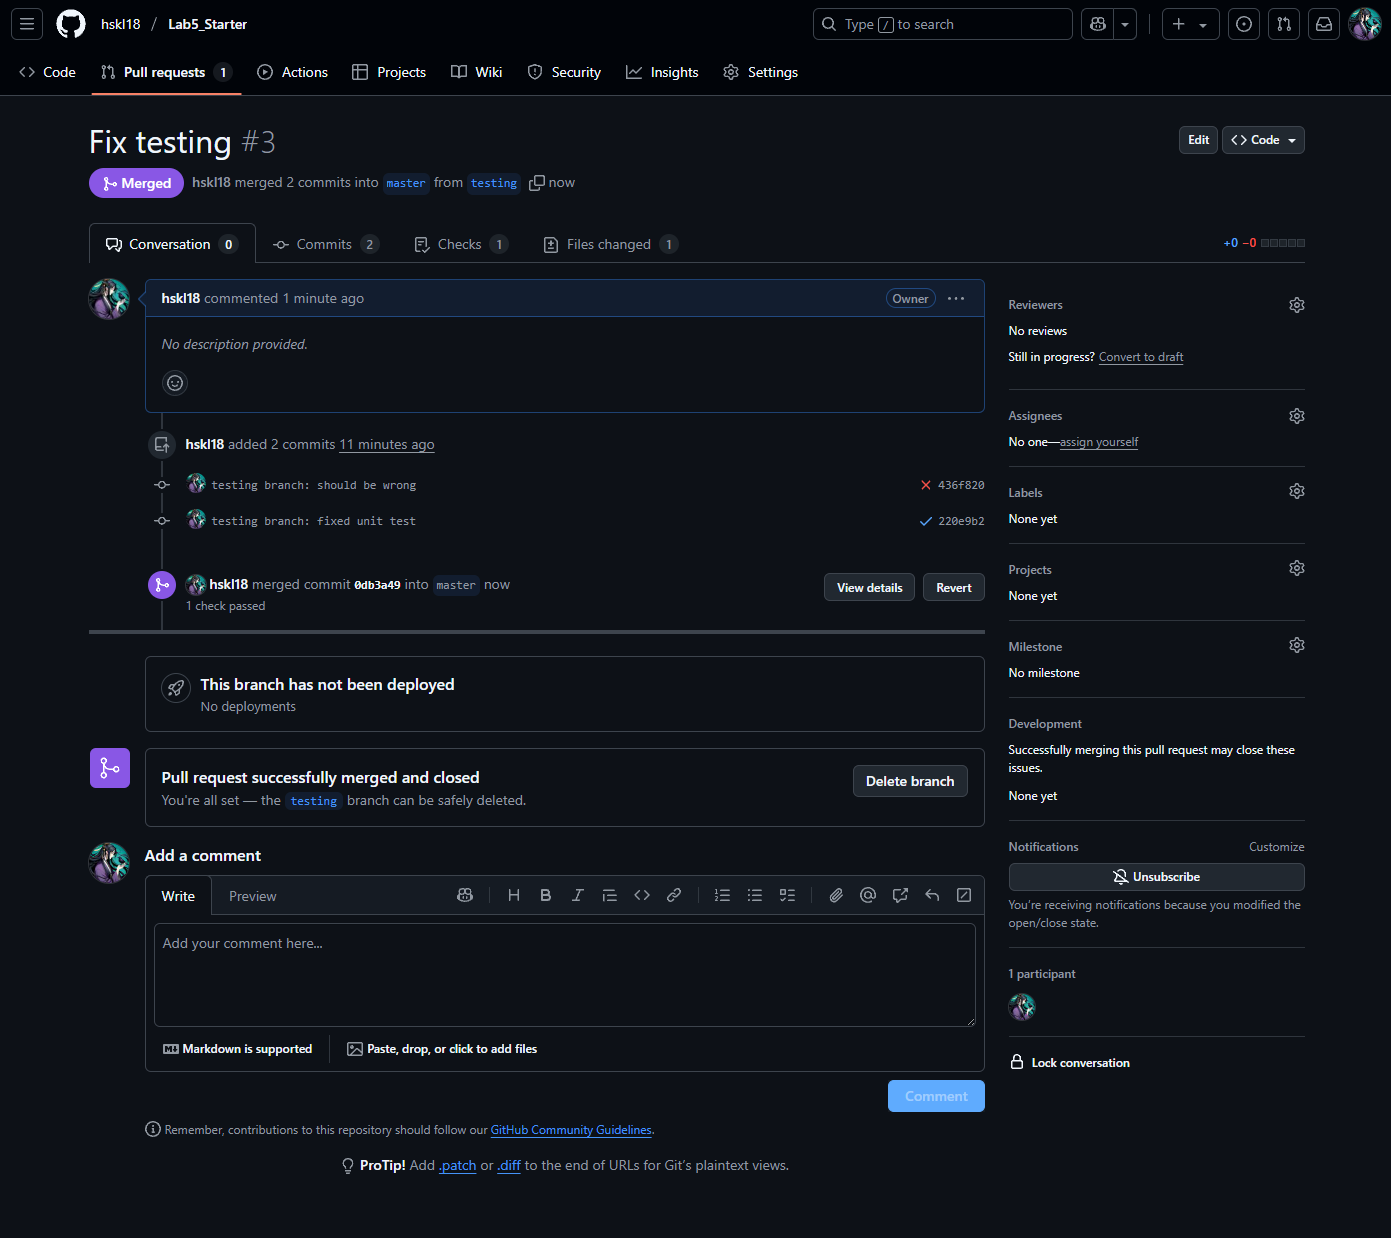 hskl18 / Lab5_Starter
Type / to search
Code
Pull requests 1
Actions
Projects
Wiki
Security
Insights
Settings
Fix testing #3
Edit
Code
Merged hskl18 merged 2 commits into master from testing now
Conversation 0
Commits 2
Checks 1
Files changed 1
+0 −0
hskl18 commented 1 minute ago
Owner
No description provided.
hskl18 added 2 commits 11 minutes ago
testing branch: should be wrong
436f820
testing branch: fixed unit test
220e9b2
hskl18 merged commit 0db3a49 into master now
1 check passed
View details
Revert
This branch has not been deployed
No deployments
Pull request successfully merged and closed
You're all set — the testing branch can be safely deleted.
Delete branch
Add a comment
Write
Preview
Add your comment here...
Markdown is supported
Paste, drop, or click to add files
Comment
Remember, contributions to this repository should follow our GitHub Community Guidelines.
ProTip! Add .patch or .diff to the end of URLs for Git's plaintext views.
Reviewers
No reviews
Still in progress? Convert to draft
Assignees
No one—assign yourself
Labels
None yet
Projects
None yet
Milestone
No milestone
Development
Successfully merging this pull request may close these
issues.
None yet
Notifications
Customize
Unsubscribe
You're receiving notifications because you modified the
open/close state.
1 participant
Lock conversation